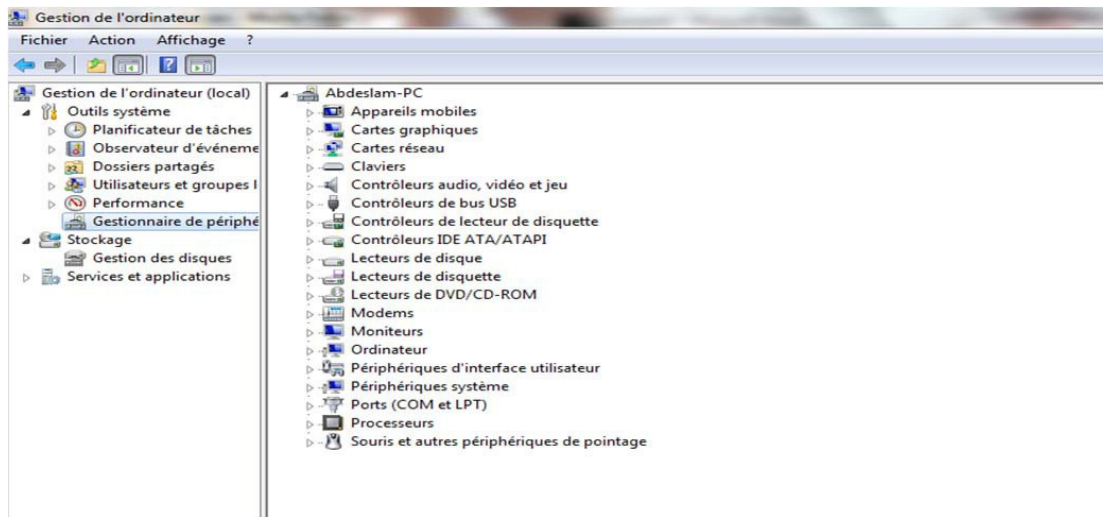 Gestion de l'ordinateur
Fichier Action Affichage ?
Gestion de l'ordinateur (local)
Outils système
Planificateur de tâches
Observateur d'événeme
Dossiers partagés
Utilisateurs et groupes l
Performance
Gestionnaire de périphé
Stockage
Gestion des disques
Services et applications
Abdeslam-PC
Appareils mobiles
Cartes graphiques
Cartes réseau
Claviers
Contrôleurs audio, vidéo et jeu
Contrôleurs de bus USB
Contrôleurs de lecteur de disquette
Contrôleurs IDE ATA/ATAPI
Lecteurs de disque
Lecteurs de disquette
Lecteurs de DVD/CD-ROM
Modems
Moniteurs
Ordinateur
Périphériques d'interface utilisateur
Périphériques système
Ports (COM et LPT)
Processeurs
Souris et autres périphériques de pointage